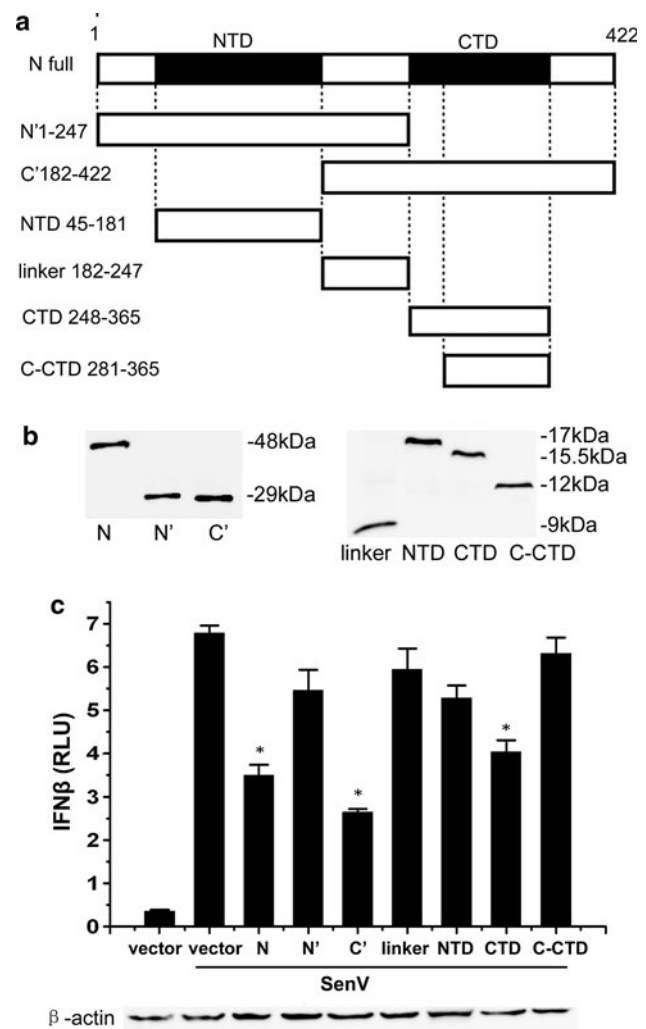 a
1
NTD
CTD
422
N full
N'1-247
C'182-422
NTD 45-181
linker 182-247
CTD 248-365
C-CTD 281-365
b
-48kDa
-29kDa
N N' C'
-17kDa
-15.5kDa
-12kDa
-9kDa
linker NTD CTD C-CTD
c
IFNβ (RLU)
7
6
5
4
3
2
1
0
* * *
vector vector N N' C' linker NTD CTD C-CTD
SenV
β-actin